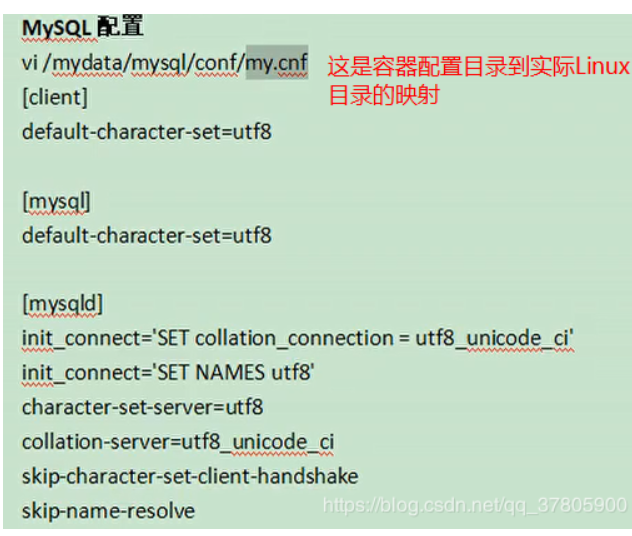 MySQL 配置
vi /mydata/mysql/conf/my.cnf
这是容器配置目录到实际Linux
目录的映射
[client]
default-character-set=utf8
[mysql]
default-character-set=utf8
[mysqld]
init_connect='SET collation_connection = utf8_unicode_ci'
init_connect='SET NAMES utf8'
character-set-server=utf8
collation-server=utf8_unicode_ci
skip-character-set-client-handshake
skip-name-resolve
https://blog.csdn.net/qq_37805900